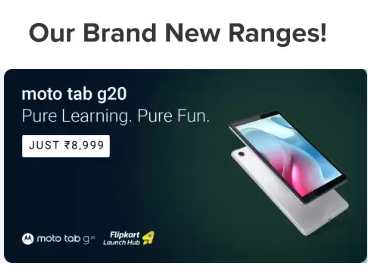 Our Brand New Ranges!
moto tab g20
Pure Learning. Pure Fun.
JUST ₹8,999
moto tab g20
Flipkart
Launch Hub